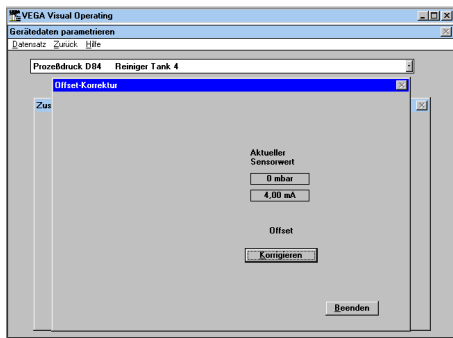 VEGA Visual Operating
Gerätedaten parametrieren
Datensatz Zurück Hilfe
Prozeßdruck D84 Reiniger Tank 4
Offset-Korrektur
Zus
Aktueller
Sensorwert
0 mbar
4,00 mA
Offset
Korrigieren
Beenden